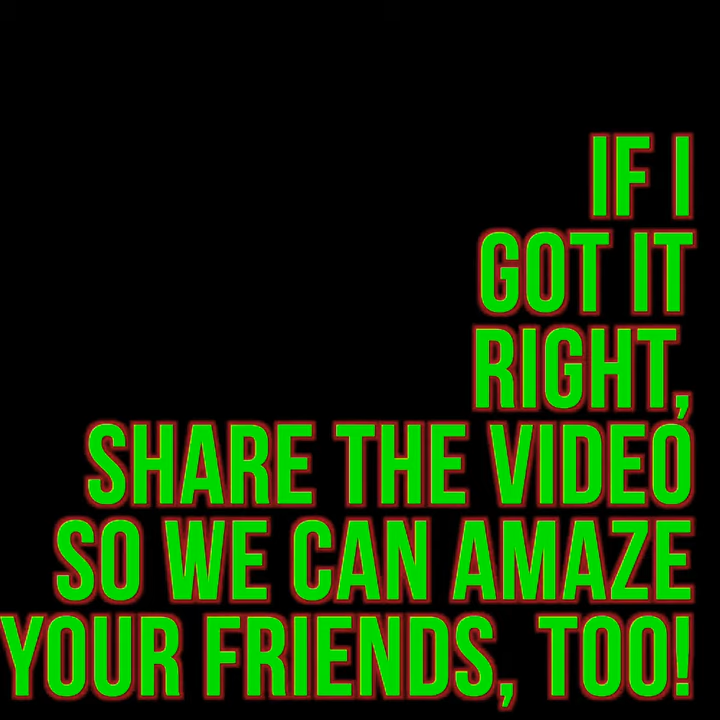 IF I
GOT IT
RIGHT,
SHARE THE VIDEO
SO WE CAN AMAZE
YOUR FRIENDS, TOO!